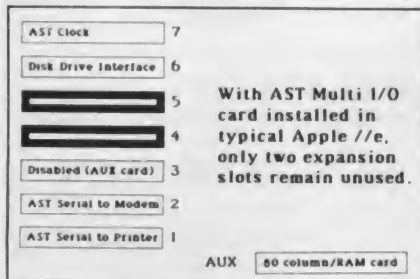 AST Clock 7
Disk Drive Interface 6
5
4
Disabled (AUX card) 3
AST Serial to Modem 2
AST Serial to Printer 1
With AST Multi I/O
card installed in
typical Apple //e,
only two expansion
slots remain unused.
AUX 80 column/RAM card